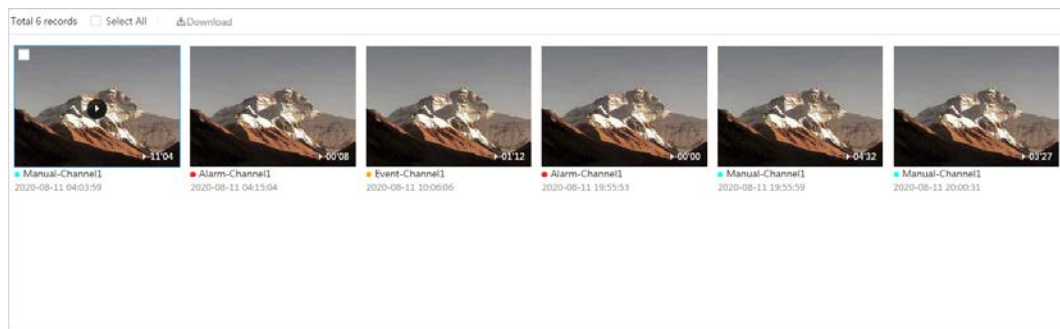 Total 6 records Select All Download
11'04 00'08 01'12 00'00 04'32 03'27
Manual-Channel1 Alarm-Channel1 Event-Channel1 Alarm-Channel1 Manual-Channel1 Manual-Channel1
2020-08-11 04:03:59 2020-08-11 04:15:04 2020-08-11 10:06:06 2020-08-11 19:55:53 2020-08-11 19:55:59 2020-08-11 20:00:31